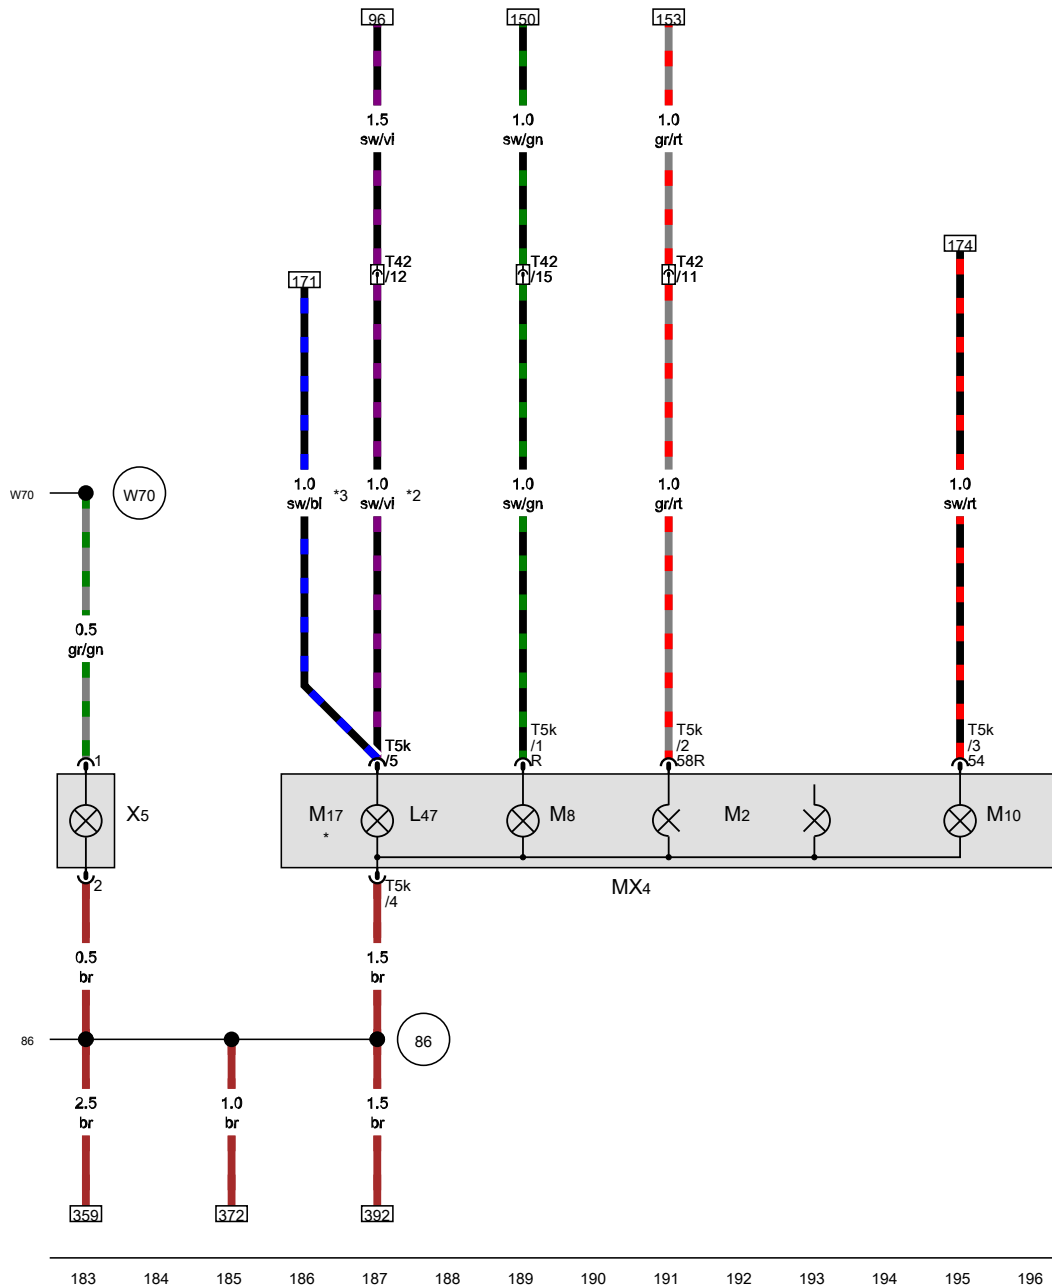 96
150
153
1.5
sw/vi
1.0
sw/gn
1.0
gr/rt
174
T42
/12
T42
/15
T42
/11
171
W70
W70
1.0
sw/bl
*3
1.0
sw/vi
*2
1.0
sw/gn
1.0
gr/rt
1.0
sw/rt
0.5
gr/gn
1
T5k
/5
T5k
/1
R
T5k
/2
58R
T5k
/3
54
X5
M17
*
L47
M8
M2
M10
2
T5k
/4
MX4
0.5
br
1.5
br
86
86
2.5
br
1.0
br
1.5
br
359
372
392
183 184 185 186 187 188 189 190 191 192 193 194 195 196